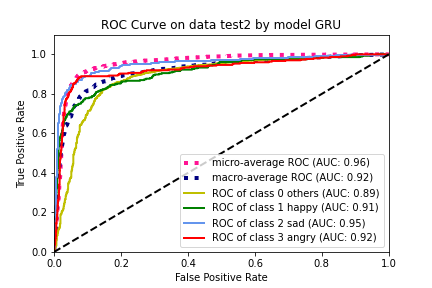 ROC Curve on data test2 by model GRU
True Positive Rate
1.0
0.8
0.6
0.4
0.2
0.0
micro-average ROC (AUC: 0.96)
macro-average ROC (AUC: 0.92)
ROC of class 0 others (AUC: 0.89)
ROC of class 1 happy (AUC: 0.91)
ROC of class 2 sad (AUC: 0.95)
ROC of class 3 angry (AUC: 0.92)
0.0 0.2 0.4 0.6 0.8 1.0
False Positive Rate